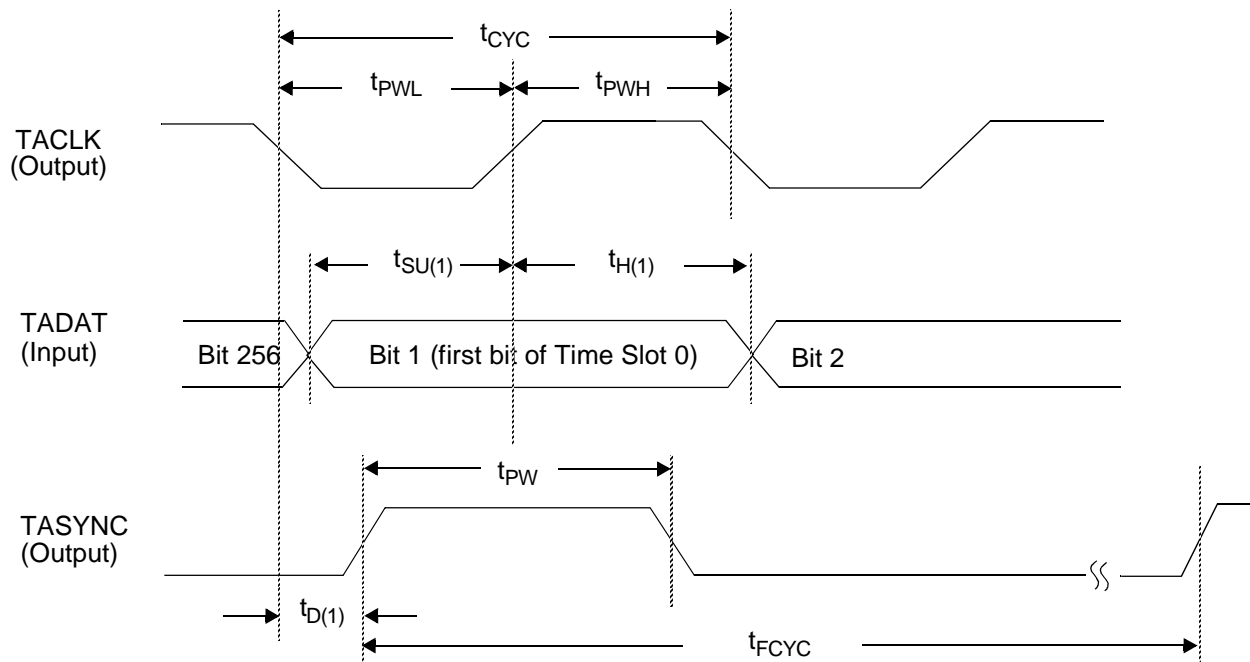 tCYC
tPWL
tPWH
TACLK
(Output)
tSU(1)
tH(1)
TADAT
(Input)
Bit 256
Bit 1 (first bit of Time Slot 0)
Bit 2
tPW
TASYNC
(Output)
tD(1)
tFCYC